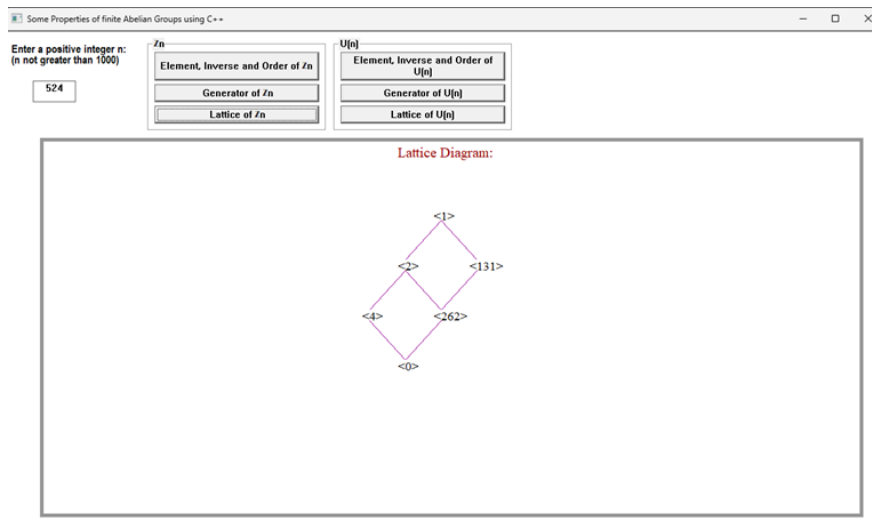 Some Properties of finite Abelian Groups using C++
Enter a positive integer n:
(n not greater than 1000)
524
Zn
Element, Inverse and Order of Zn
Generator of Zn
Lattice of Zn
U(n)
Element, Inverse and Order of
U(n)
Generator of U(n)
Lattice of U(n)
Lattice Diagram:
<1>
<2> <131>
<4> <262>
<0>